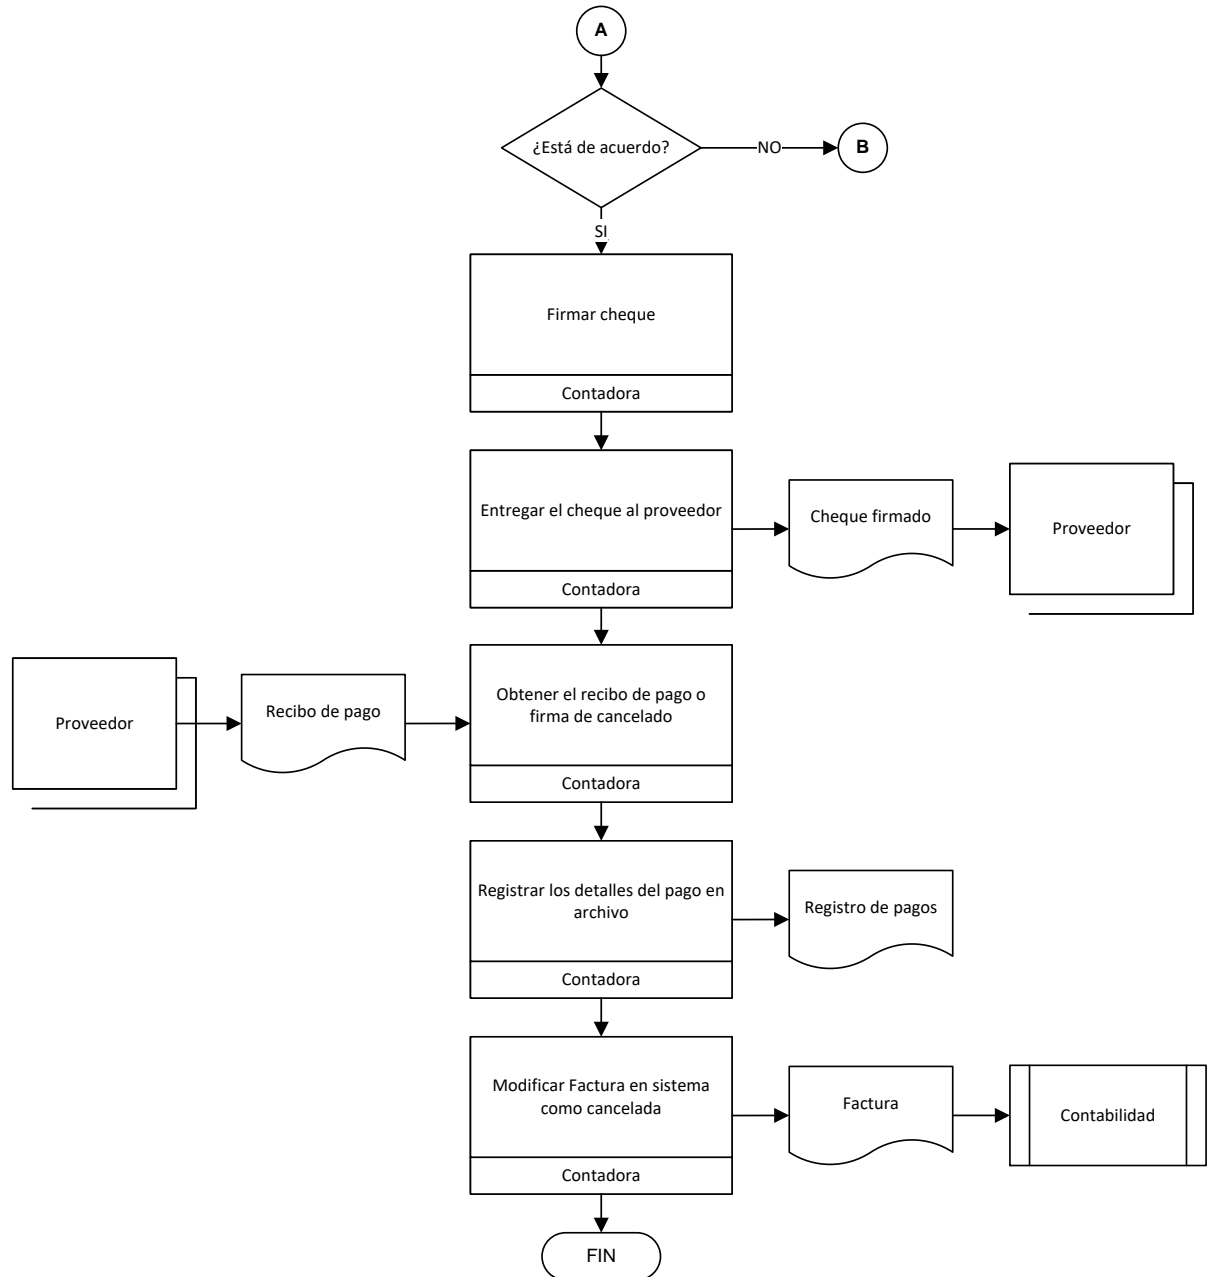 A
¿Está de acuerdo?
NO
B
SI
Firmar cheque
Contadora
Entregar el cheque al proveedor
Contadora
Cheque firmado
Proveedor
Proveedor
Recibo de pago
Obtener el recibo de pago o
firma de cancelado
Contadora
Registrar los detalles del pago en
archivo
Contadora
Registro de pagos
Modificar Factura en sistema
como cancelada
Contadora
Factura
Contabilidad
FIN